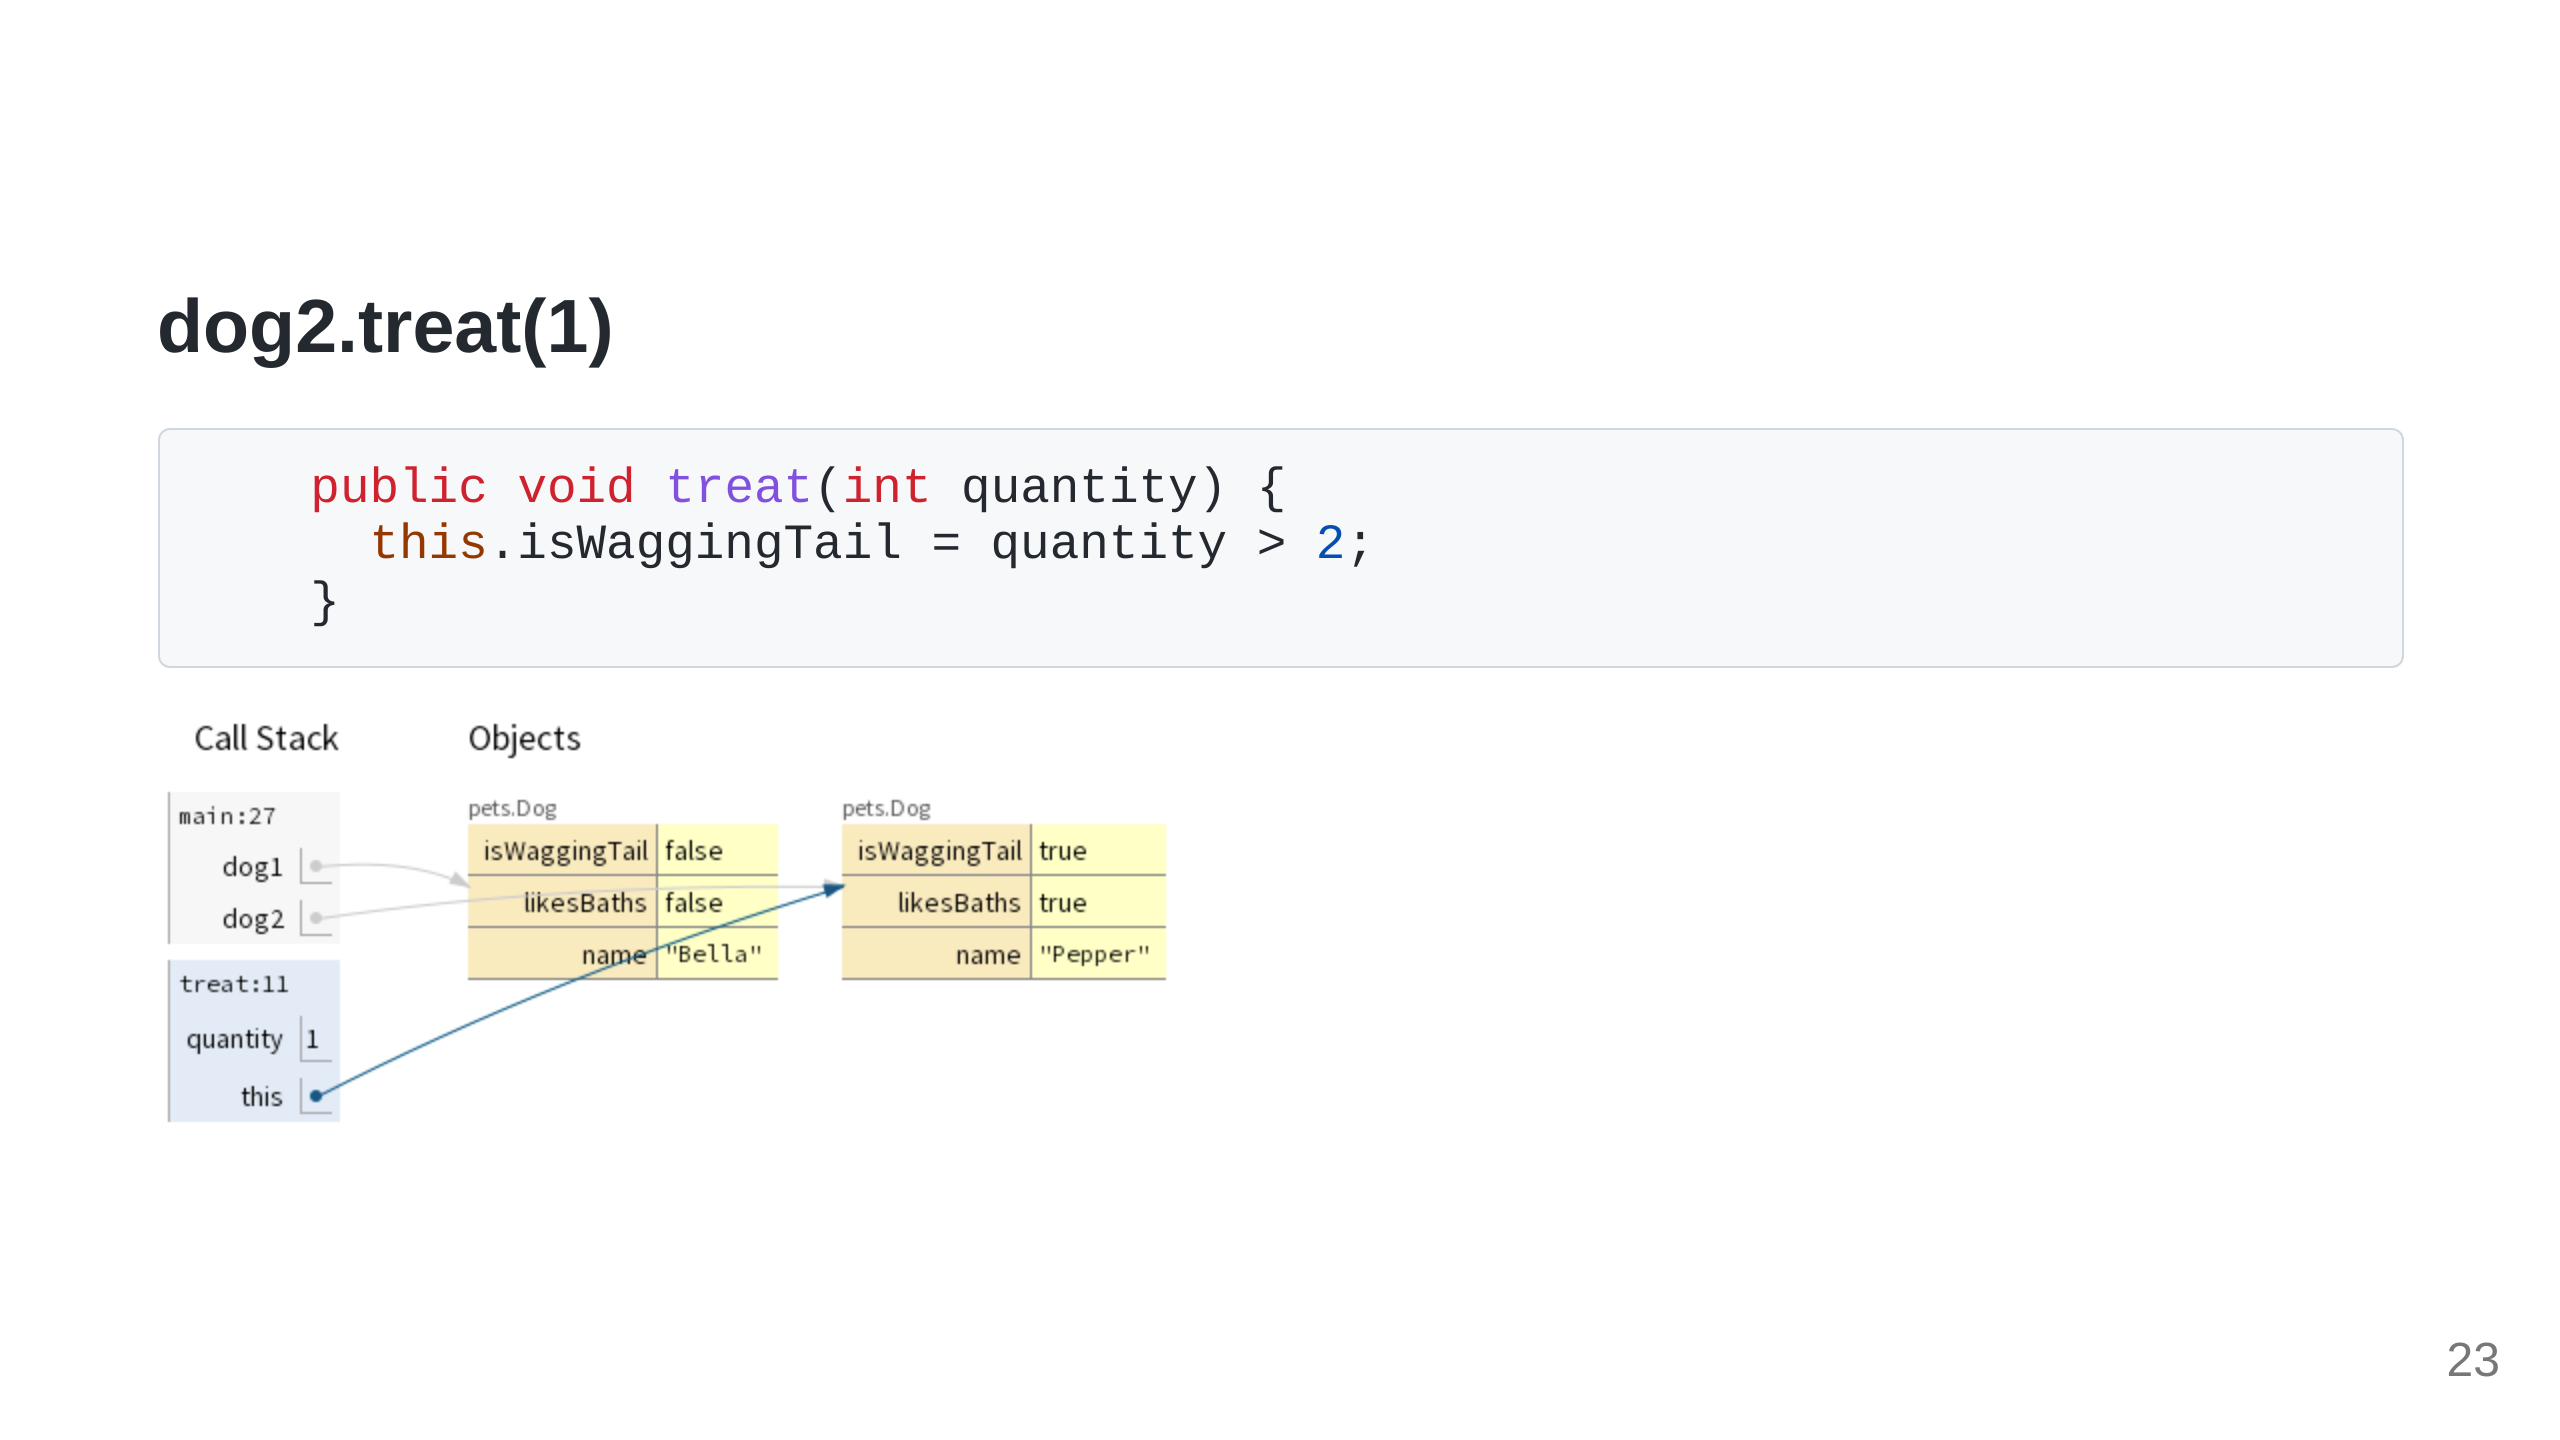 dog2.treat(1)
public void treat(int quantity) {
this.isWaggingTail = quantity > 2;
}
Call Stack
Objects
main:27
dog1
dog2
treat:11
quantity 1
this
pets.Dog
isWaggingTail false
likesBaths false
name "Bella"
pets.Dog
isWaggingTail true
likesBaths true
name "Pepper"
23